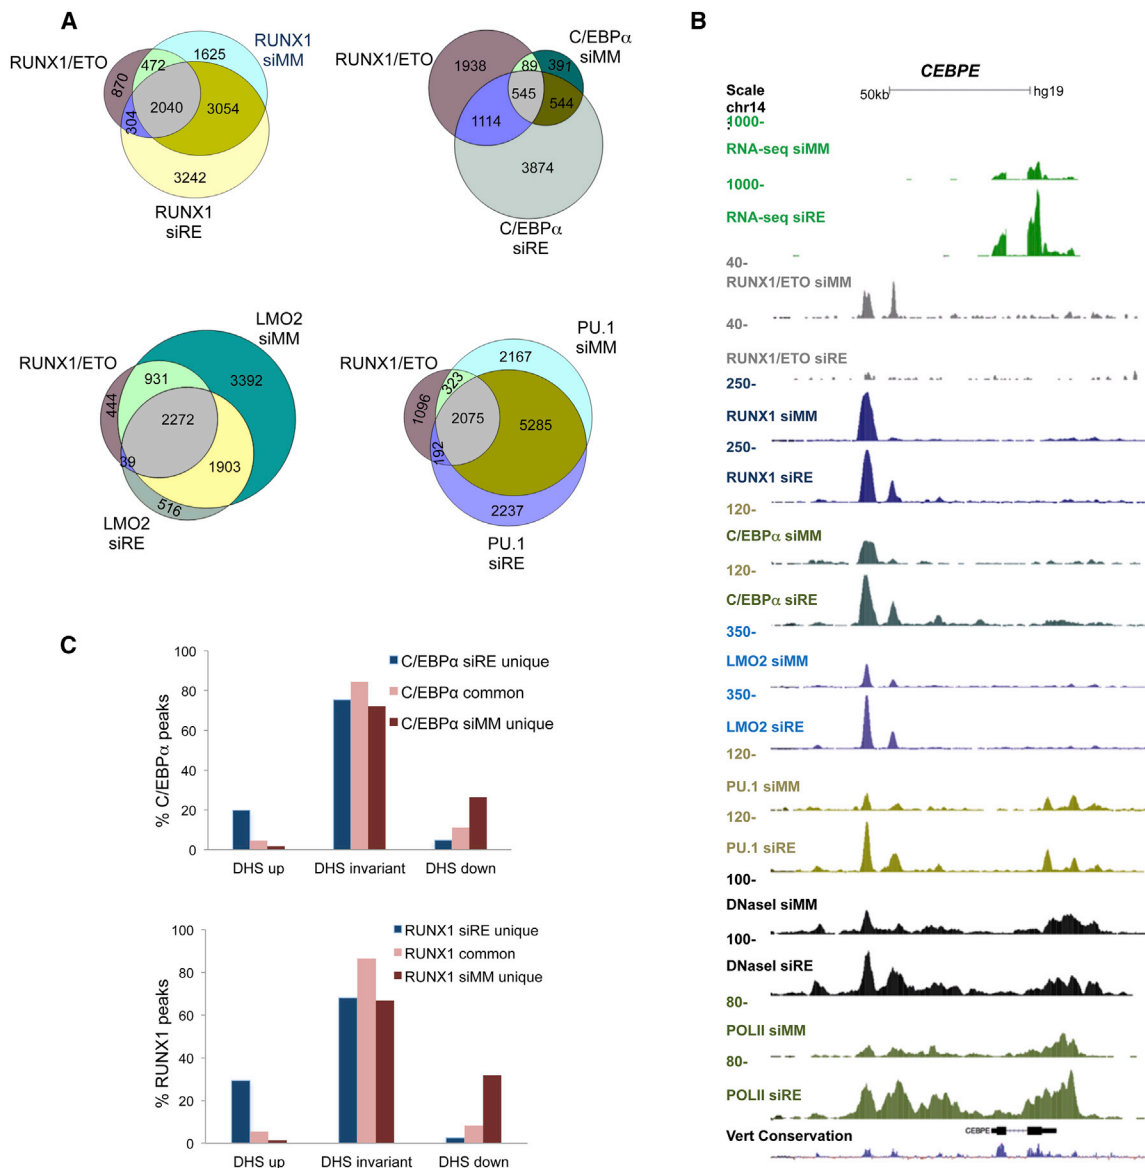 A
RUNX1/ETO
RUNX1
siMM
870
472
1625
2040
3054
304
3242
RUNX1
siRE
RUNX1/ETO
C/EBPα
siMM
1938
89
391
545
544
1114
3874
C/EBPα
siRE
RUNX1/ETO
LMO2
siMM
444
931
3392
2272
39
1903
516
LMO2
siRE
RUNX1/ETO
PU.1
siMM
1096
323
2167
2075
5285
192
2237
PU.1
siRE
B
CEBPE
Scale
50kb
hg19
chr14
:
1000-
RNA-seq siMM
1000-
RNA-seq siRE
40-
RUNX1/ETO siMM
40-
RUNX1/ETO siRE
250-
RUNX1 siMM
250-
RUNX1 siRE
120-
C/EBPα siMM
120-
C/EBPα siRE
350-
LMO2 siMM
350-
LMO2 siRE
120-
PU.1 siMM
120-
PU.1 siRE
100-
DNaseI siMM
100-
DNaseI siRE
80-
POLII siMM
80-
POLII siRE
CEBPE
Vert Conservation
C
% C/EBPα peaks
100
80
60
40
20
0
C/EBPα siRE unique
C/EBPα common
C/EBPα siMM unique
DHS up
DHS invariant
DHS down
% RUNX1 peaks
100
80
60
40
20
0
RUNX1 siRE unique
RUNX1 common
RUNX1 siMM unique
DHS up
DHS invariant
DHS down